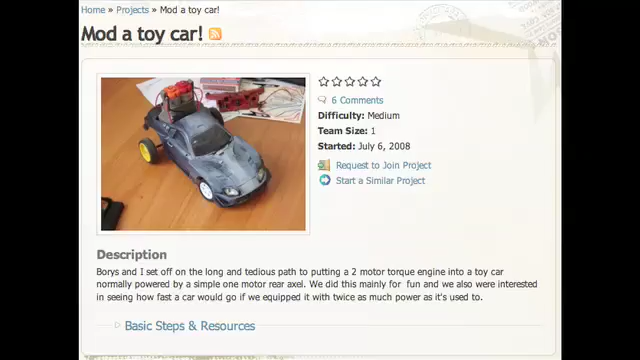 Home » Projects » Mod a toy car!
Mod a toy car!
6 Comments
Difficulty: Medium
Team Size: 1
Started: July 6, 2008
Request to Join Project
Start a Similar Project
Description
Borys and I set off on the long and tedious path to putting a 2 motor torque engine into a toy car
normally powered by a simple one motor rear axel. We did this mainly for fun and we also were interested
in seeing how fast a car would go if we equipped it with twice as much power as it's used to.
Basic Steps & Resources